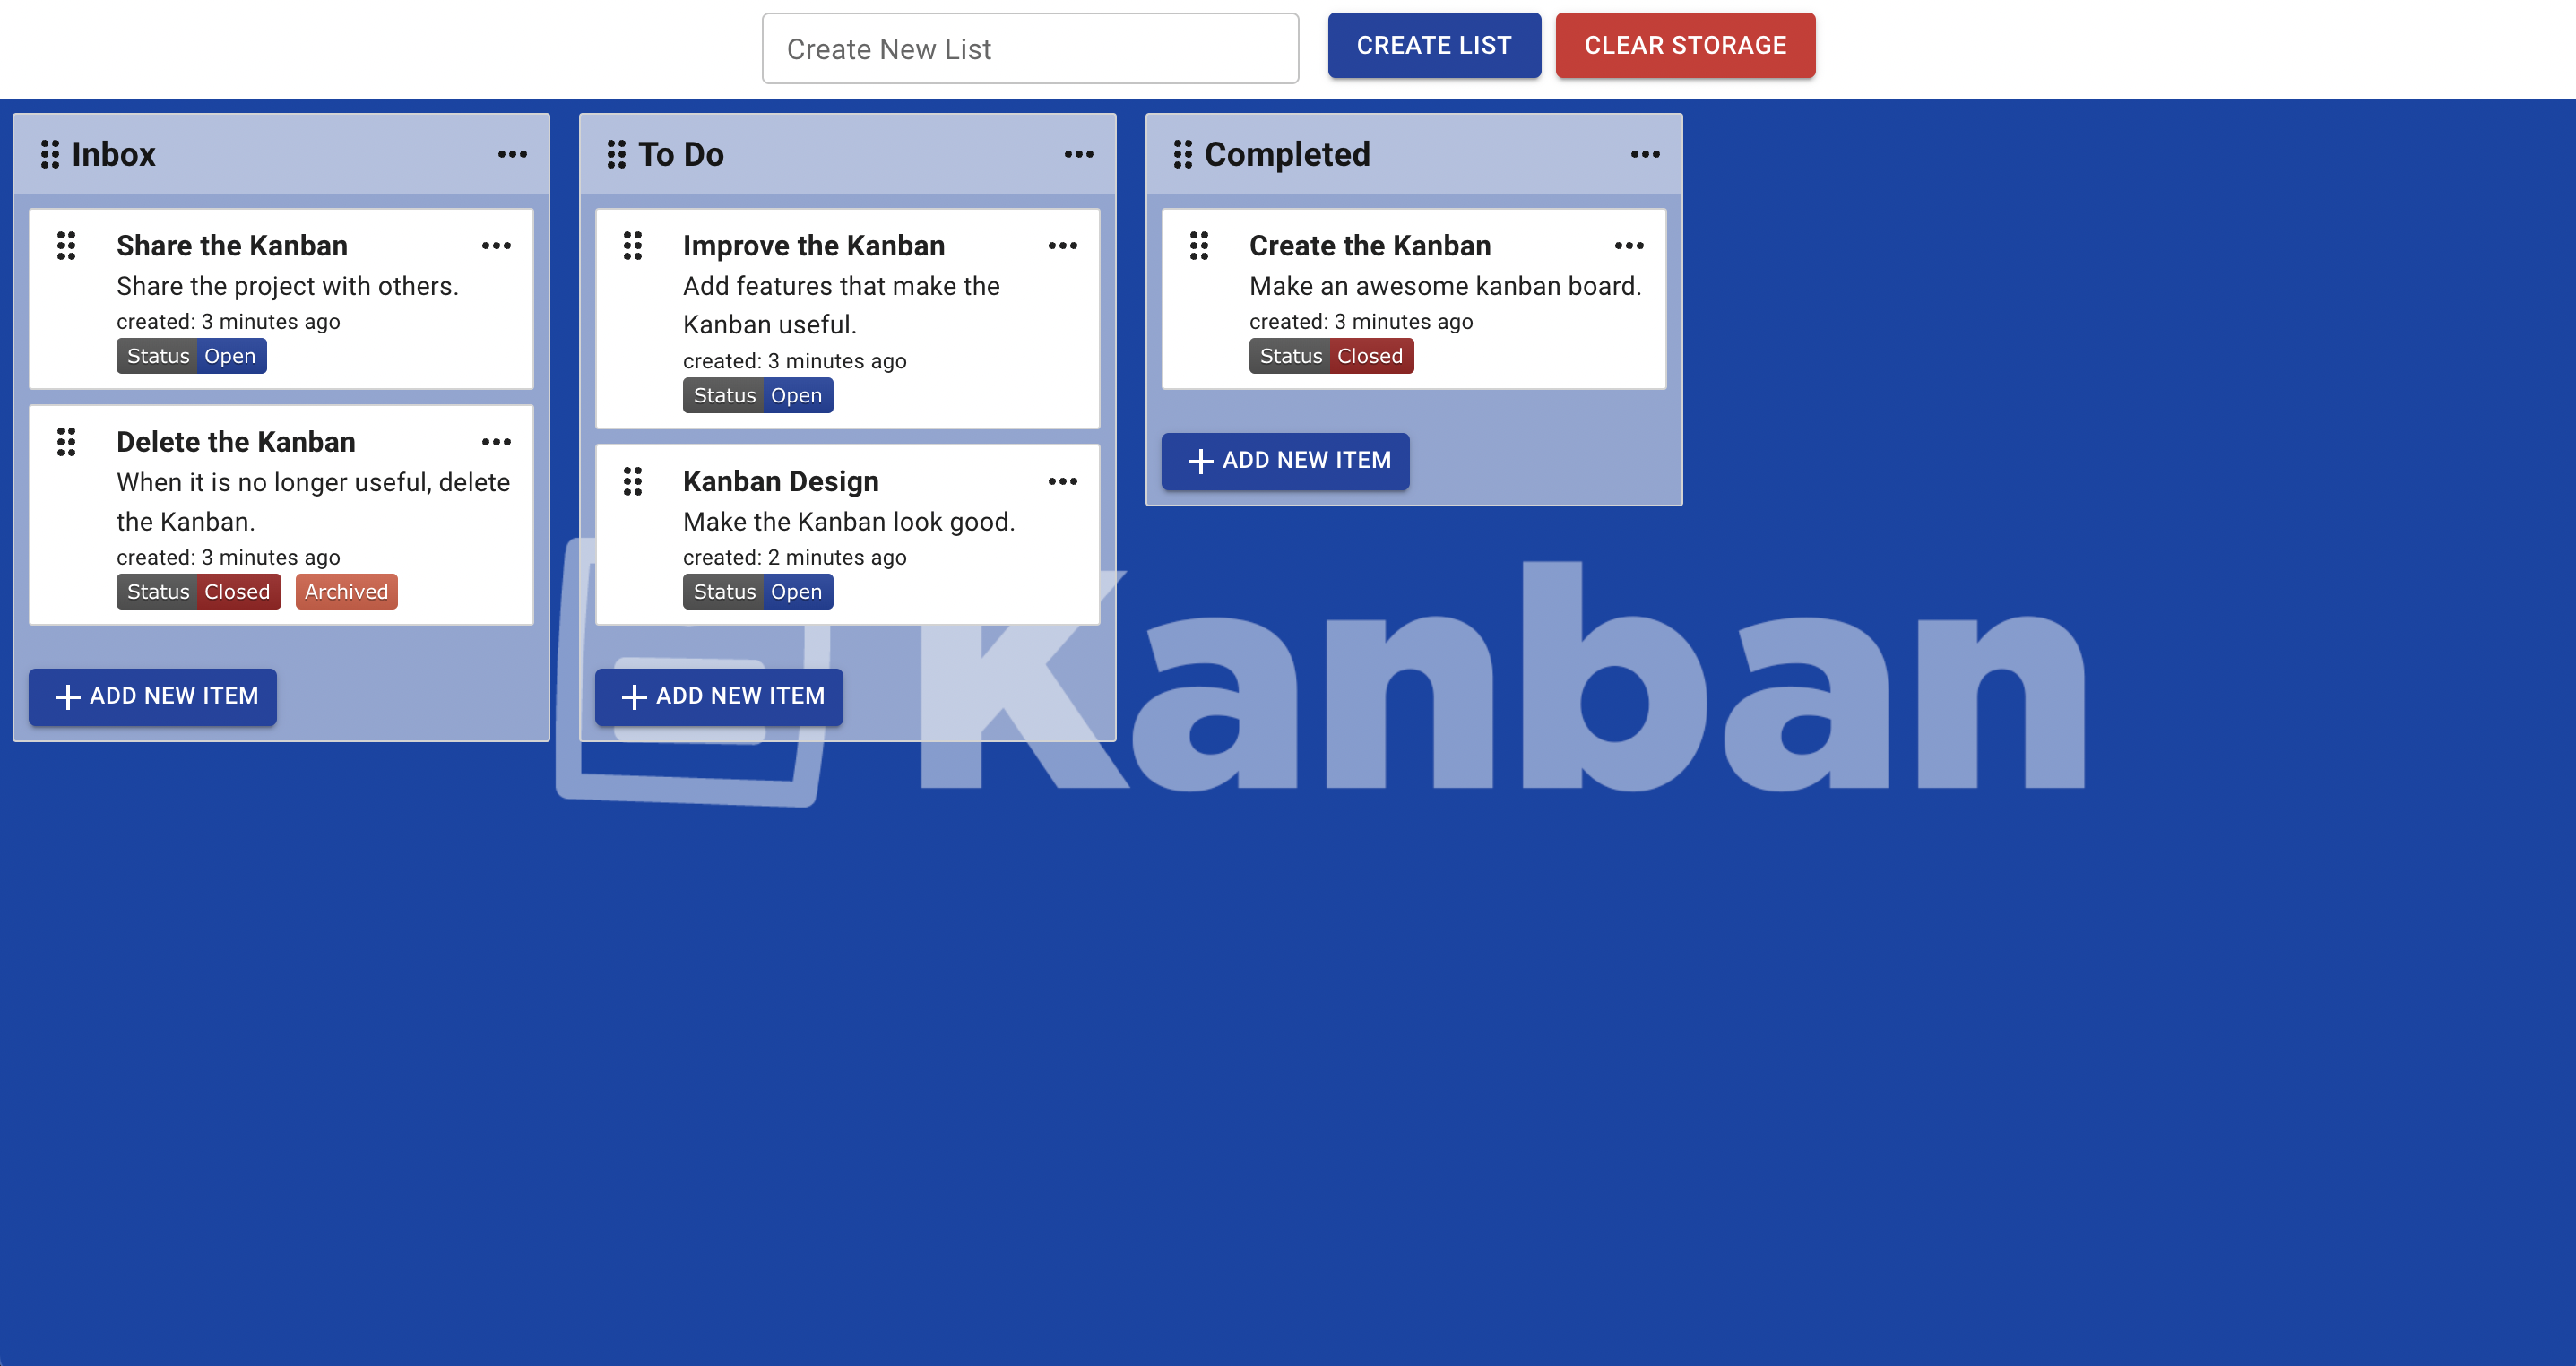 Create New List
CREATE LIST
CLEAR STORAGE
Inbox
Share the Kanban
Share the project with others.
created: 3 minutes ago
Status Open
Delete the Kanban
When it is no longer useful, delete
the Kanban.
created: 3 minutes ago
Status Closed Archived
ADD NEW ITEM
To Do
Improve the Kanban
Add features that make the
Kanban useful.
created: 3 minutes ago
Status Open
Kanban Design
Make the Kanban look good.
created: 2 minutes ago
Status Open
ADD NEW ITEM
Completed
Create the Kanban
Make an awesome kanban board.
created: 3 minutes ago
Status Closed
ADD NEW ITEM
Kanban